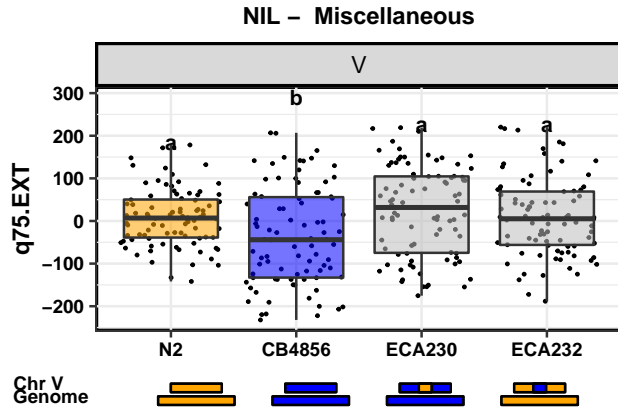 NIL – Miscellaneous
V
q75.EXT
300
200
100
0
−100
−200
a
b
a
a
N2 CB4856 ECA230 ECA232
Chr V
Genome